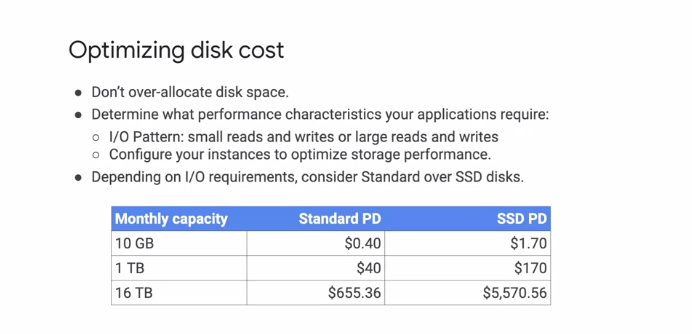 Optimizing disk cost
● Don't over-allocate disk space.
● Determine what performance characteristics your applications require:
○ I/O Pattern: small reads and writes or large reads and writes
○ Configure your instances to optimize storage performance.
● Depending on I/O requirements, consider Standard over SSD disks.
Monthly capacity Standard PD SSD PD
10 GB $0.40 $1.70
1 TB $40 $170
16 TB $655.36 $5,570.56